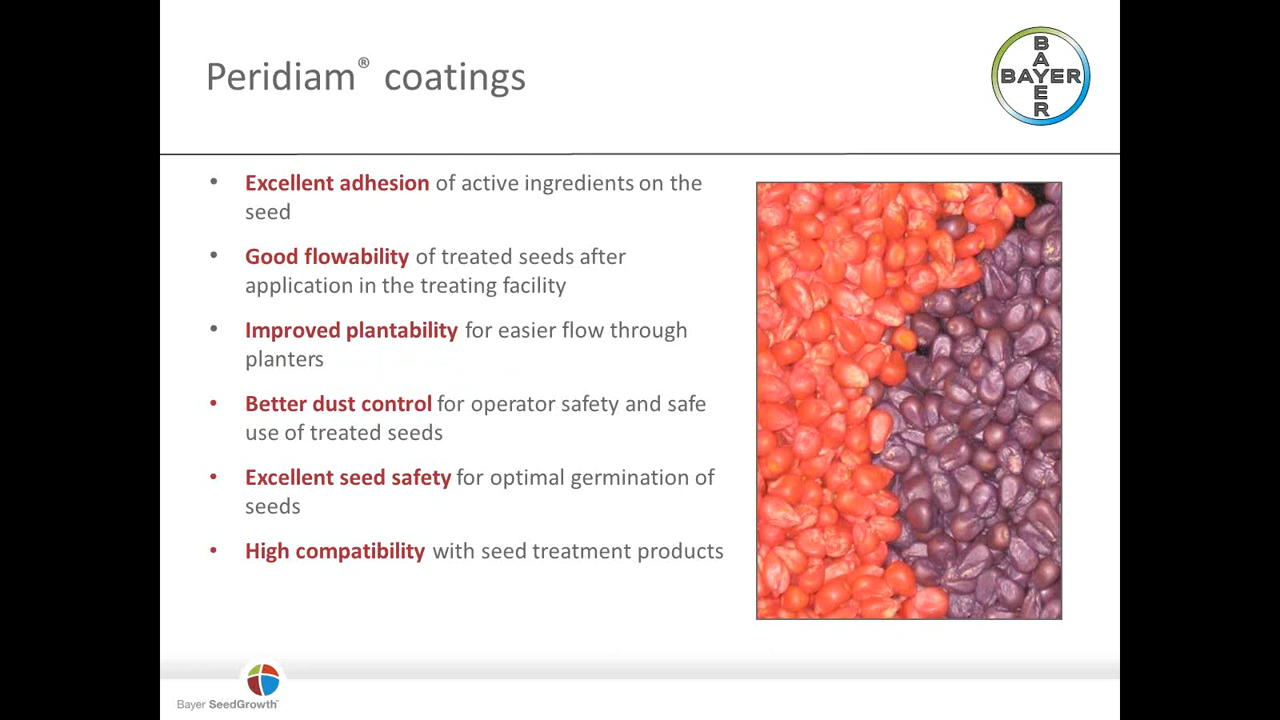 Peridiam® coatings
BAYER
BAYER
• Excellent adhesion of active ingredients on the
seed
• Good flowability of treated seeds after
application in the treating facility
• Improved plantability for easier flow through
planters
• Better dust control for operator safety and safe
use of treated seeds
• Excellent seed safety for optimal germination of
seeds
• High compatibility with seed treatment products
Bayer SeedGrowth™